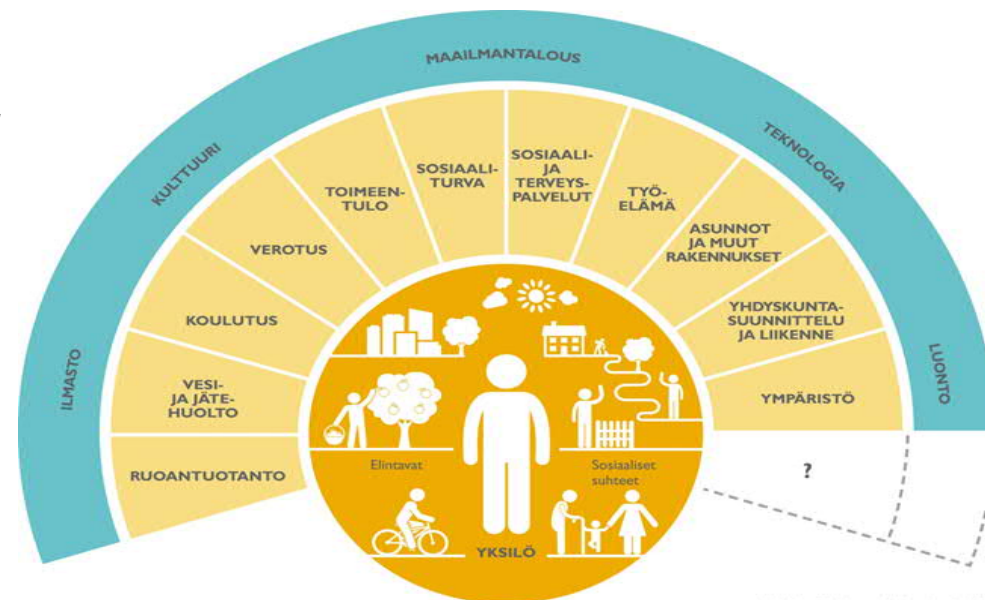 MAAILMANTALOUS
KULTTUURI
TEKNOLOGIA
ILMASTO
LUONTO
SOSIAALI-
TURVA
SOSIAALI-
JA
TERVEYS-
PALVELUT
TOIMEEN-
TULO
TYÖ-
ELÄMÄ
VEROTUS
ASUNNOT
JA MUUT
RAKENNUKSET
KOULUTUS
YHDYSKUNTA-
SUUNNITTELU
JA LIIKENNE
VESI-
JA JÄTE-
HUOLTO
YMPÄRISTÖ
RUOANTUOTANTO
?
Elintavat
Sosiaaliset
suhteet
YKSILÖ